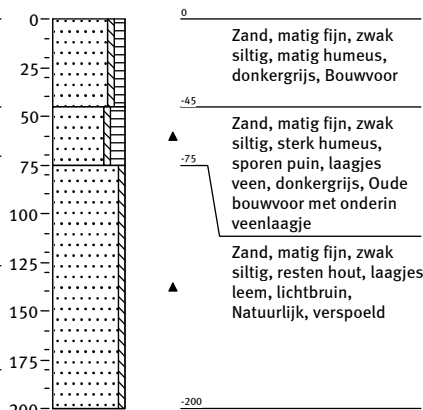 0
25
50
75
100
125
150
175
200
0
Zand, matig fijn, zwak
siltig, matig humeus,
donkergrijs, Bouwvoor
-45
Zand, matig fijn, zwak
siltig, sterk humeus,
sporen puin, laagjes
veen, donkergrijs, Oude
bouwvoor met onderin
veenlaagje
-75
Zand, matig fijn, zwak
siltig, resten hout, laagjes
leem, lichtbruin,
Natuurlijk, verspoeld
-200